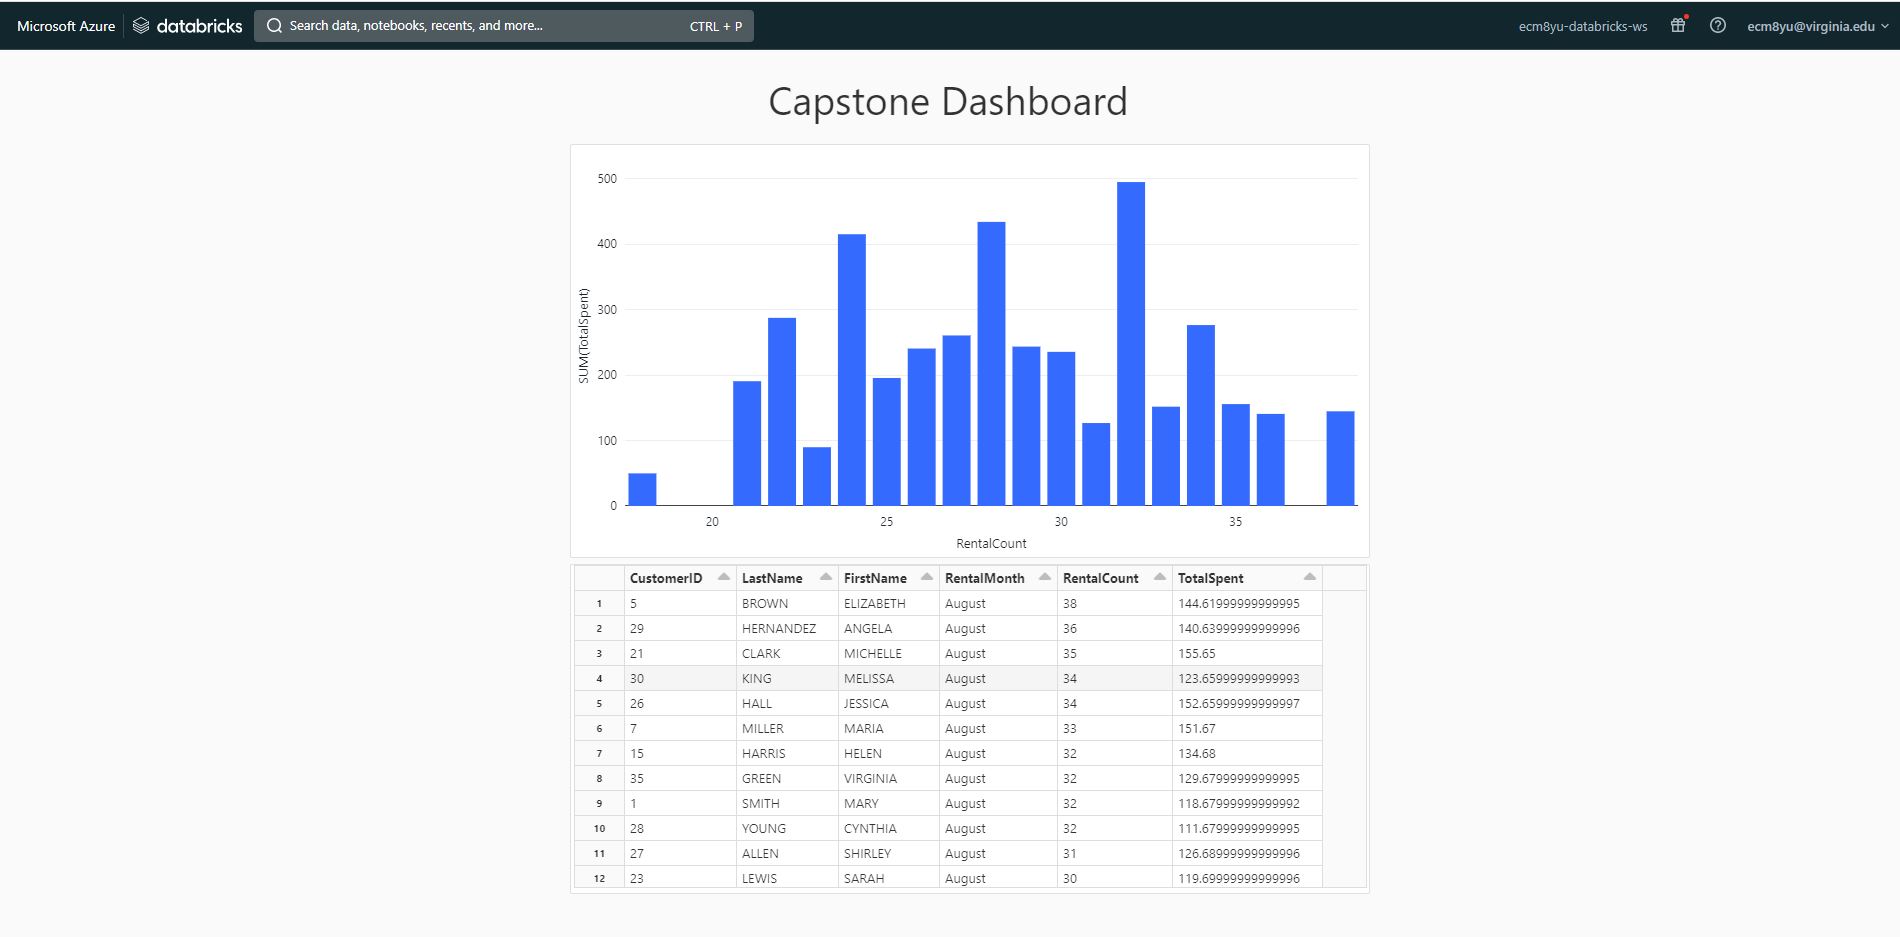 Microsoft Azure databricks Search data, notebooks, recents, and more... CTRL + P ecm8yu-databricks-ws ecm8yu@virginia.edu
Capstone Dashboard
500
400
300
200
100
0
SUM(TotalSpent)
20 25 30 35
RentalCount
CustomerID LastName FirstName RentalMonth RentalCount TotalSpent
1 5 BROWN ELIZABETH August 38 144.61999999999995
2 29 HERNANDEZ ANGELA August 36 140.63999999999996
3 21 CLARK MICHELLE August 35 155.65
4 30 KING MELISSA August 34 123.65999999999993
5 26 HALL JESSICA August 34 152.65999999999997
6 7 MILLER MARIA August 33 151.67
7 15 HARRIS HELEN August 32 134.68
8 35 GREEN VIRGINIA August 32 129.67999999999995
9 1 SMITH MARY August 32 118.67999999999992
10 28 YOUNG CYNTHIA August 32 111.67999999999995
11 27 ALLEN SHIRLEY August 31 126.68999999999996
12 23 LEWIS SARAH August 30 119.69999999999996